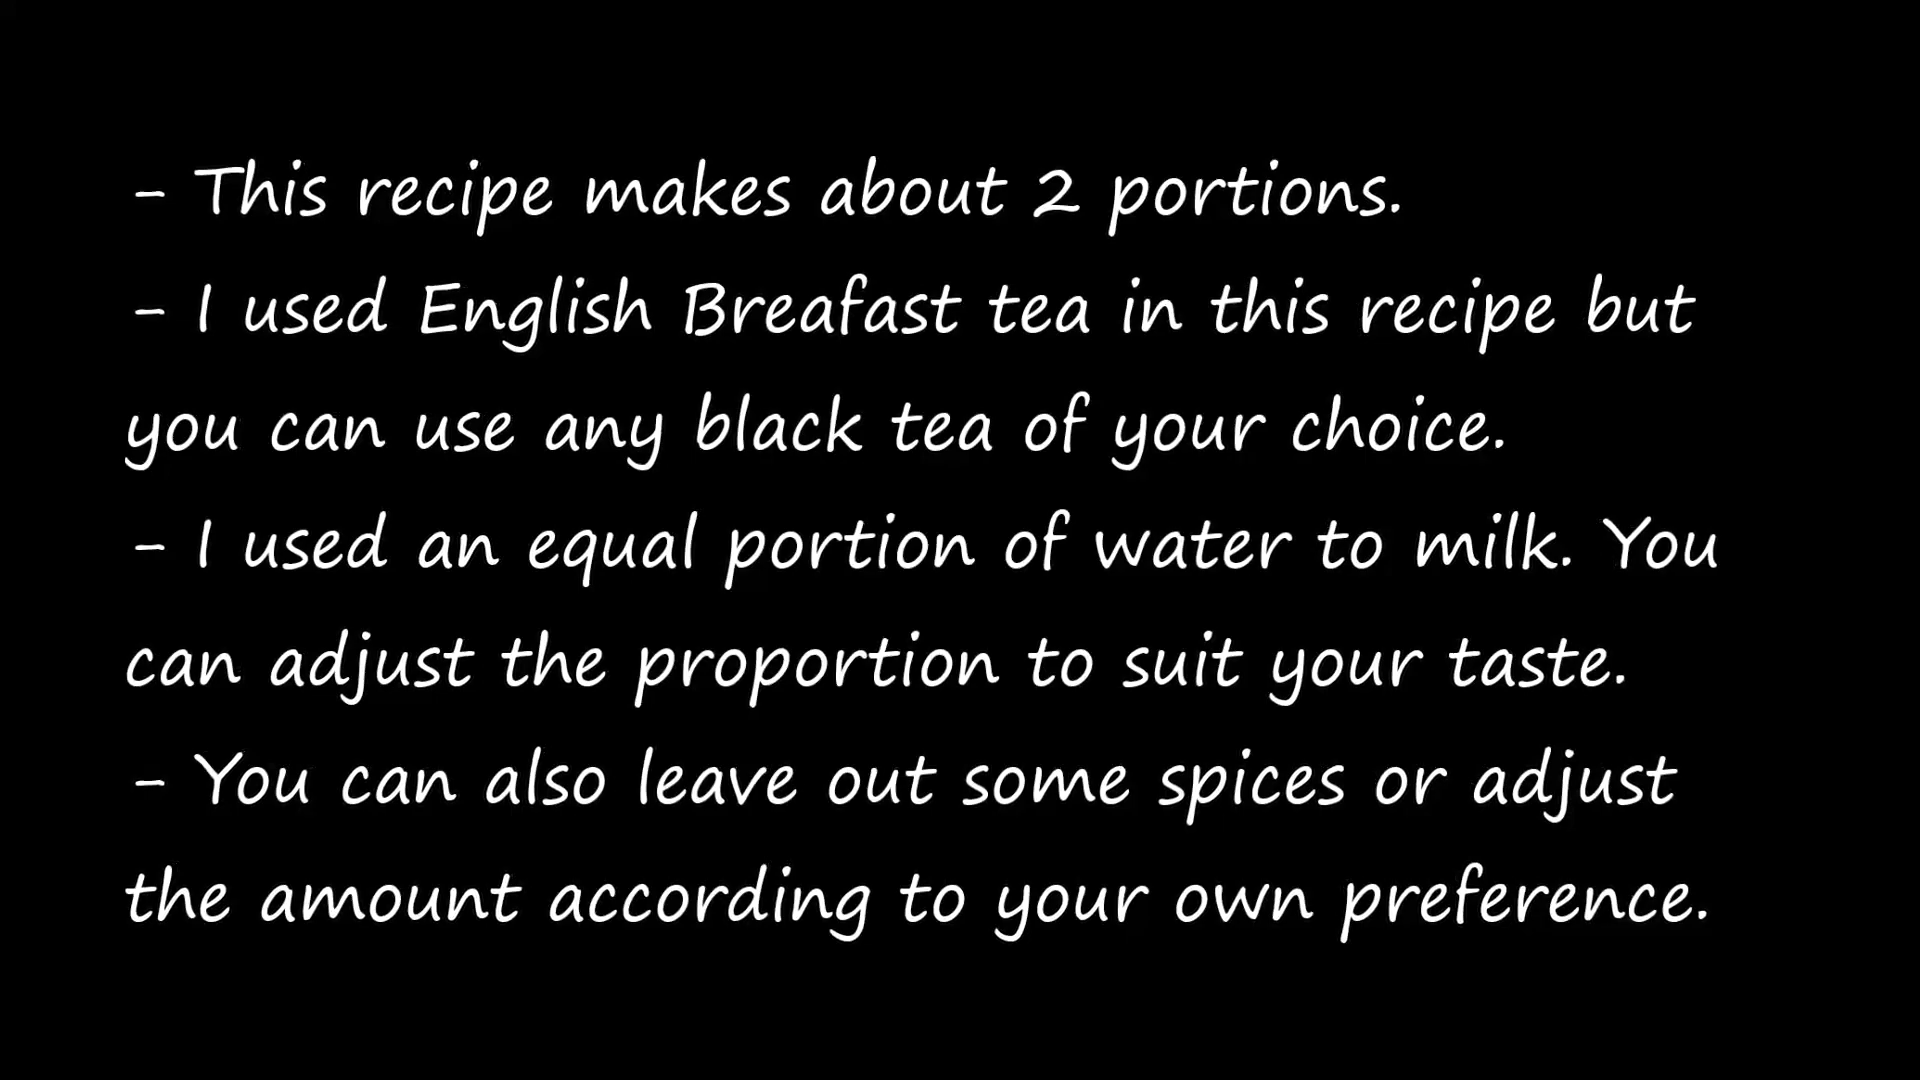 - This recipe makes about 2 portions.
- I used English Breafast tea in this recipe but
you can use any black tea of your choice.
- I used an equal portion of water to milk. You
can adjust the proportion to suit your taste.
- You can also leave out some spices or adjust
the amount according to your own preference.